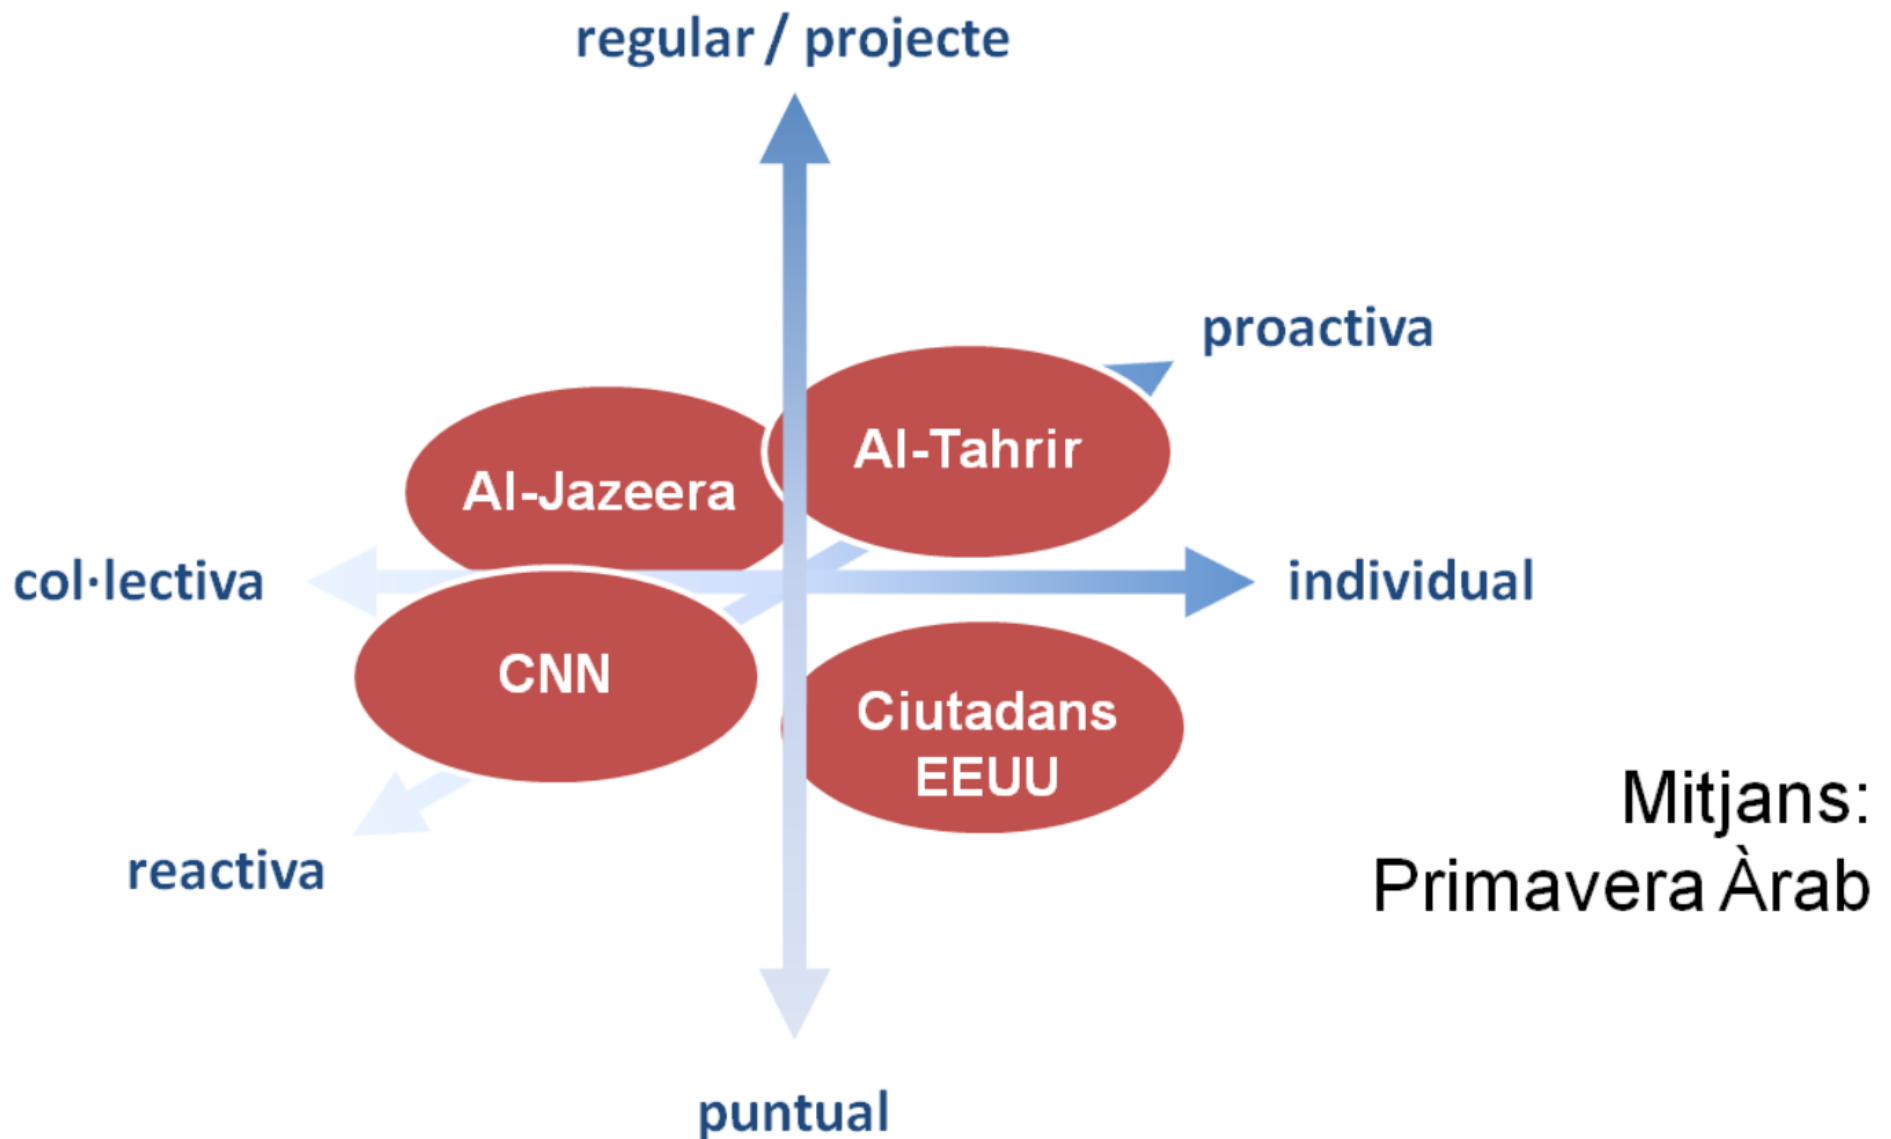 regular / projecte
proactiva
Al-Tahrir
Al-Jazeera
col·lectiva
individual
CNN
Ciutadans
EEUU
Mitjans:
Primavera Àrab
reactiva
puntual